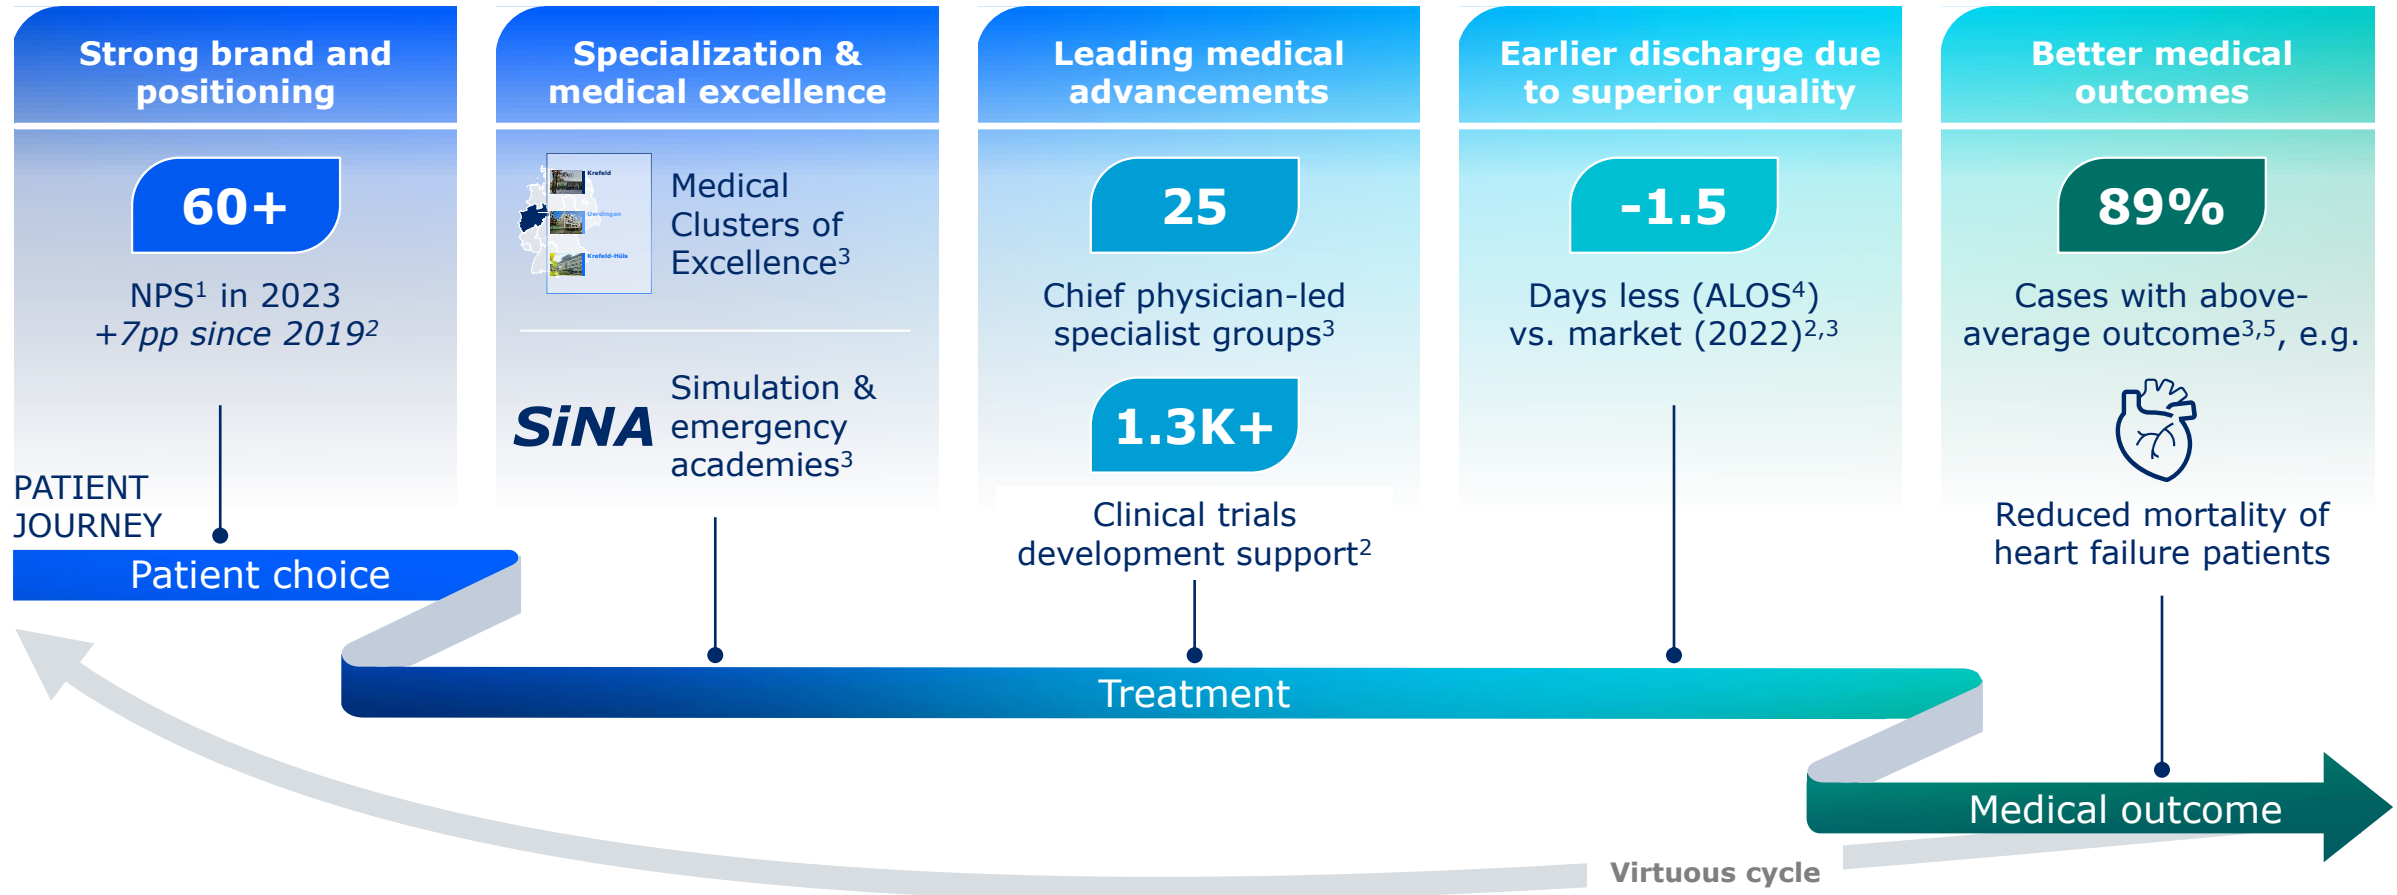 Strong brand and
positioning
60+
NPS¹ in 2023
+7pp since 2019²
Specialization &
medical excellence
Krefeld
Uerdingen
Krefeld-Hüls
Medical
Clusters of
Excellence³
SiNA
Simulation &
emergency
academies³
Leading medical
advancements
25
Chief physician-led
specialist groups³
1.3K+
Clinical trials
development support²
Earlier discharge due
to superior quality
-1.5
Days less (ALOS⁴)
vs. market (2022)²,³
Better medical
outcomes
89%
Cases with above-
average outcome³,⁵, e.g.
Reduced mortality of
heart failure patients
PATIENT
JOURNEY
Patient choice
Treatment
Medical outcome
Virtuous cycle